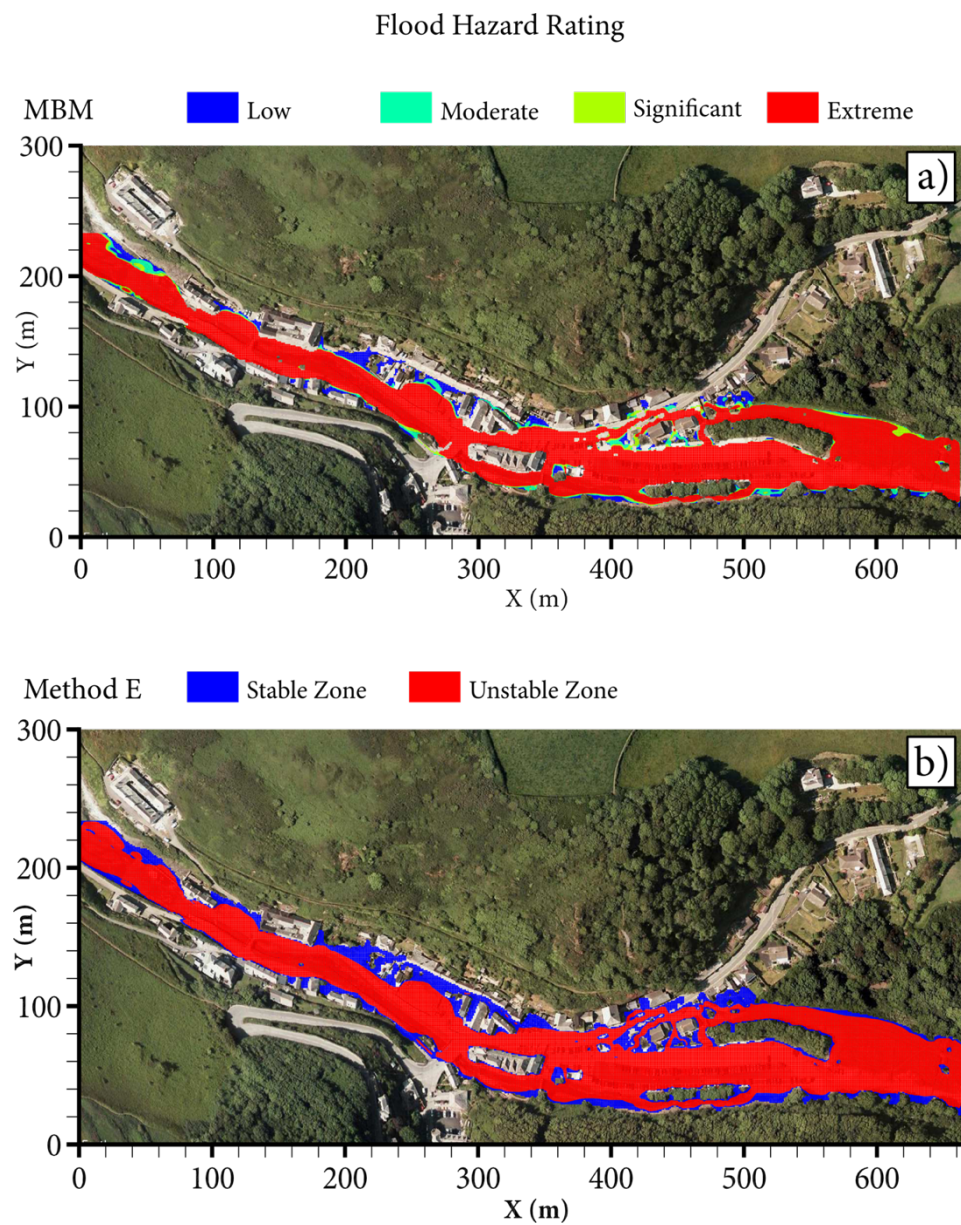 Flood Hazard Rating
MBM Low Moderate Significant Extreme
a)
300
200
100
0
Y (m)
0 100 200 300 400 500 600
X (m)
Method E Stable Zone Unstable Zone
b)
300
200
100
0
Y (m)
0 100 200 300 400 500 600
X (m)